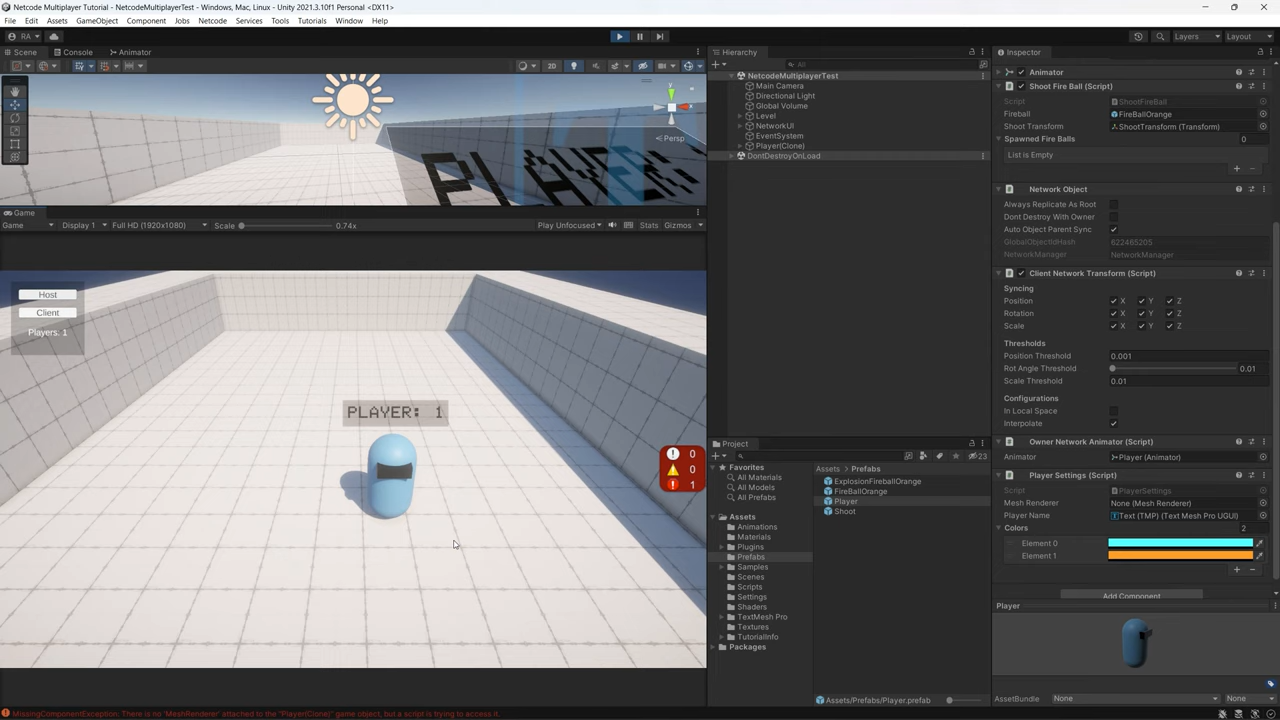 Netcode Multiplayer Tutorial - NetcodeMultiplayerTest - Windows, Mac, Linux - Unity 2021.3.10f1 Personal <DX11>
File Edit Assets GameObject Component Jobs Netcode Services Tools Tutorials Window Help
RA Layers Layout
Scene Console Animator
2D
y
x
Persp
PLAYER
Game
Game Display 1 Full HD (1920x1080) Scale 0.74x Play Unfocused Stats Gizmos
Host
Client
Players: 1
PLAYER: 1
0
0
1
Hierarchy
All
NetcodeMultiplayerTest
Main Camera
Directional Light
Global Volume
Level
NetworkUI
EventSystem
Player(Clone)
DontDestroyOnLoad
Project
23
Favorites
All Materials
All Models
All Prefabs
Assets
Animations
Materials
Plugins
Prefabs
Samples
Scenes
Scripts
Settings
Shaders
TextMesh Pro
Textures
TutorialInfo
Packages
Assets Prefabs
ExplosionFireballOrange
FireBallOrange
Player
Shoot
Assets/Prefabs/Player.prefab
Inspector
Animator
Shoot Fire Ball (Script)
Script ShootFireBall
Fireball FireBallOrange
Shoot Transform ShootTransform (Transform)
Spawned Fire Balls 0
List is Empty
Network Object
Always Replicate As Root
Dont Destroy With Owner
Auto Object Parent Sync
GlobalObjectIdHash 622465205
NetworkManager NetworkManager
Client Network Transform (Script)
Syncing
Position X Y Z
Rotation X Y Z
Scale X Y Z
Thresholds
Position Threshold 0.001
Rot Angle Threshold 0.01
Scale Threshold 0.01
Configurations
In Local Space
Interpolate
Owner Network Animator (Script)
Animator Player (Animator)
Player Settings (Script)
Script PlayerSettings
Mesh Renderer None (Mesh Renderer)
Player Name Text (TMP) (Text Mesh Pro UGUI)
Colors 2
Element 0
Element 1
Add Component
Player
AssetBundle None None
MissingComponentException: There is no 'MeshRenderer' attached to the "Player(Clone)" game object, but a script is trying to access it.